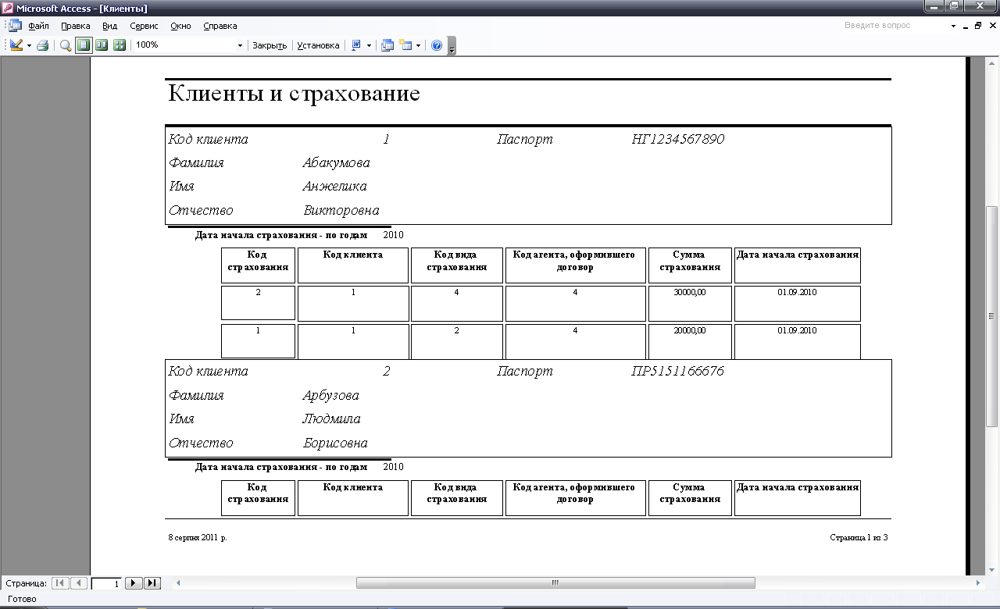 Microsoft Access - [Клиенты]
Файл Правка Вид Сервис Окно Справка Введите вопрос
100% Закрыть Установка
Клиенты и страхование
Код клиента 1 Паспорт НГ1234567890
Фамилия Абакумова
Имя Анжелика
Отчество Викторовна
Дата начала страхования - по годам 2010
Код Код клиента Код вида Код агента, оформившего Сумма Дата начала страхования
страхования страхования договор страхования
2 1 4 4 30000,00 01.09.2010
1 1 2 4 20000,00 01.09.2010
Код клиента 2 Паспорт ПР5151166676
Фамилия Арбузова
Имя Людмила
Отчество Борисовна
Дата начала страхования - по годам 2010
Код Код клиента Код вида Код агента, оформившего Сумма Дата начала страхования
страхования страхования договор страхования
8 серпня 2011 р. Страница 1 из 3
Страница: 1
Готово